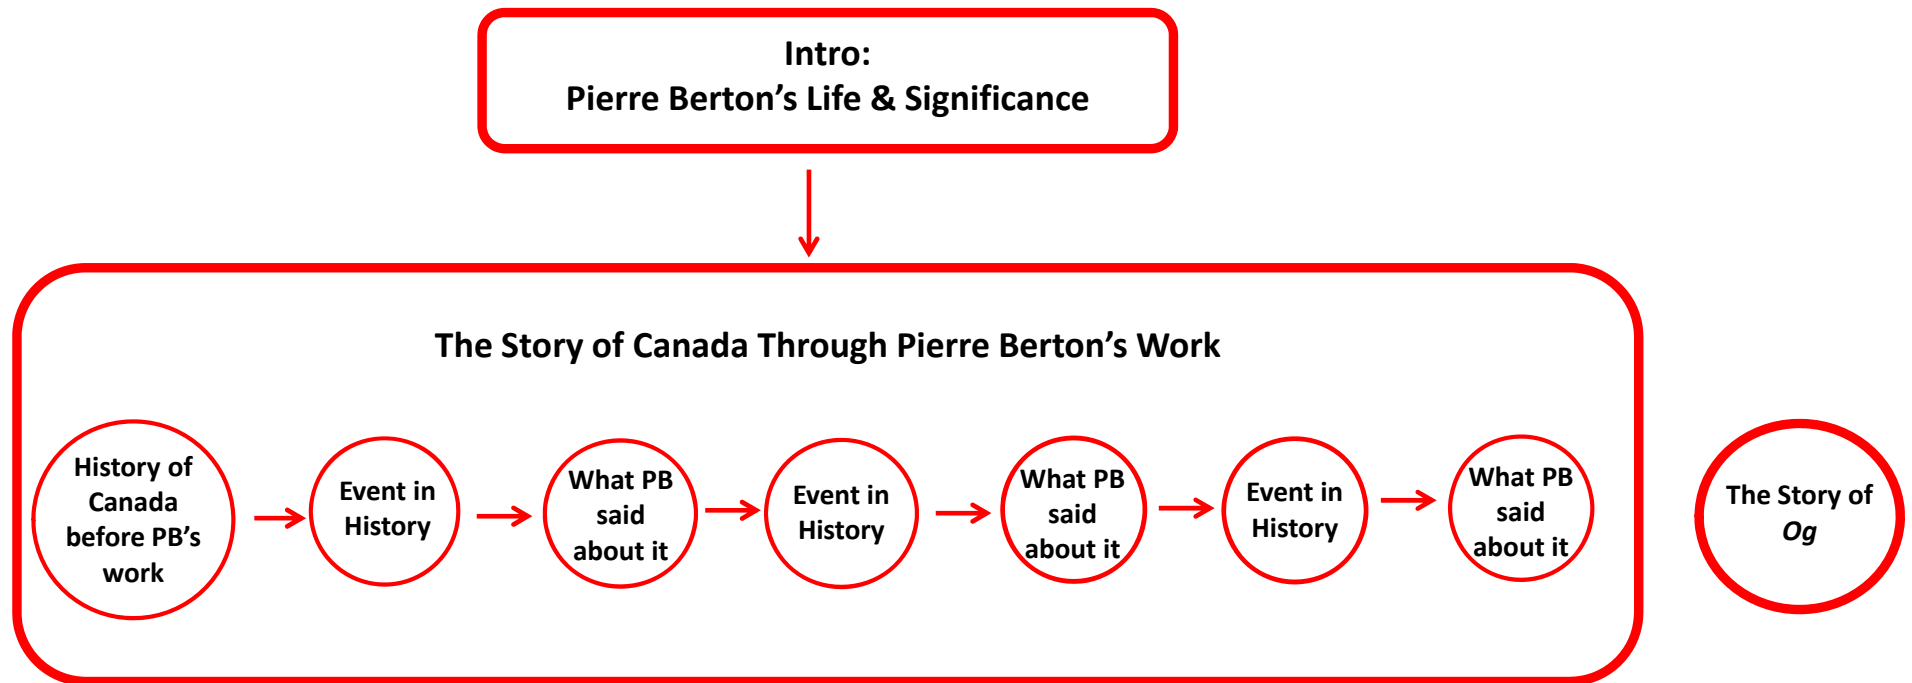 Intro:
Pierre Berton’s Life & Significance
The Story of Canada Through Pierre Berton’s Work
History of
Canada
before PB’s
work
Event in
History
What PB
said
about it
Event in
History
What PB
said
about it
Event in
History
What PB
said
about it
The Story of
Og